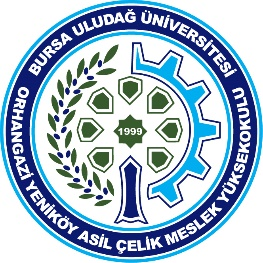 BURSA ULUDAĞ ÜNİVERSİTESİ
ORHANGAZİ YENİKÖY ASİL ÇELİK MESLEK YÜKSEKOKULU
1999